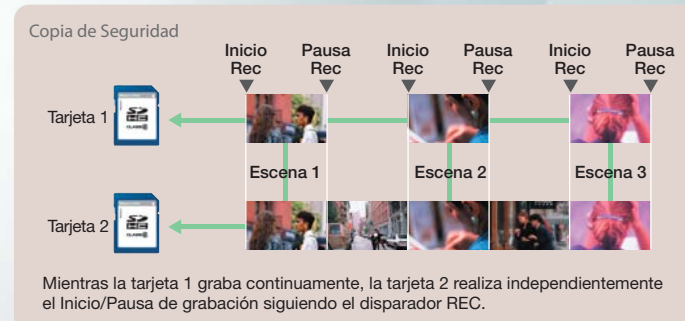 Copia de Seguridad
Inicio Rec
Pausa Rec
Inicio Rec
Pausa Rec
Inicio Rec
Pausa Rec
Tarjeta 1
Escena 1
Escena 2
Escena 3
Tarjeta 2
Mientras la tarjeta 1 graba continuamente, la tarjeta 2 realiza independientemente
el Inicio/Pausa de grabación siguiendo el disparador REC.